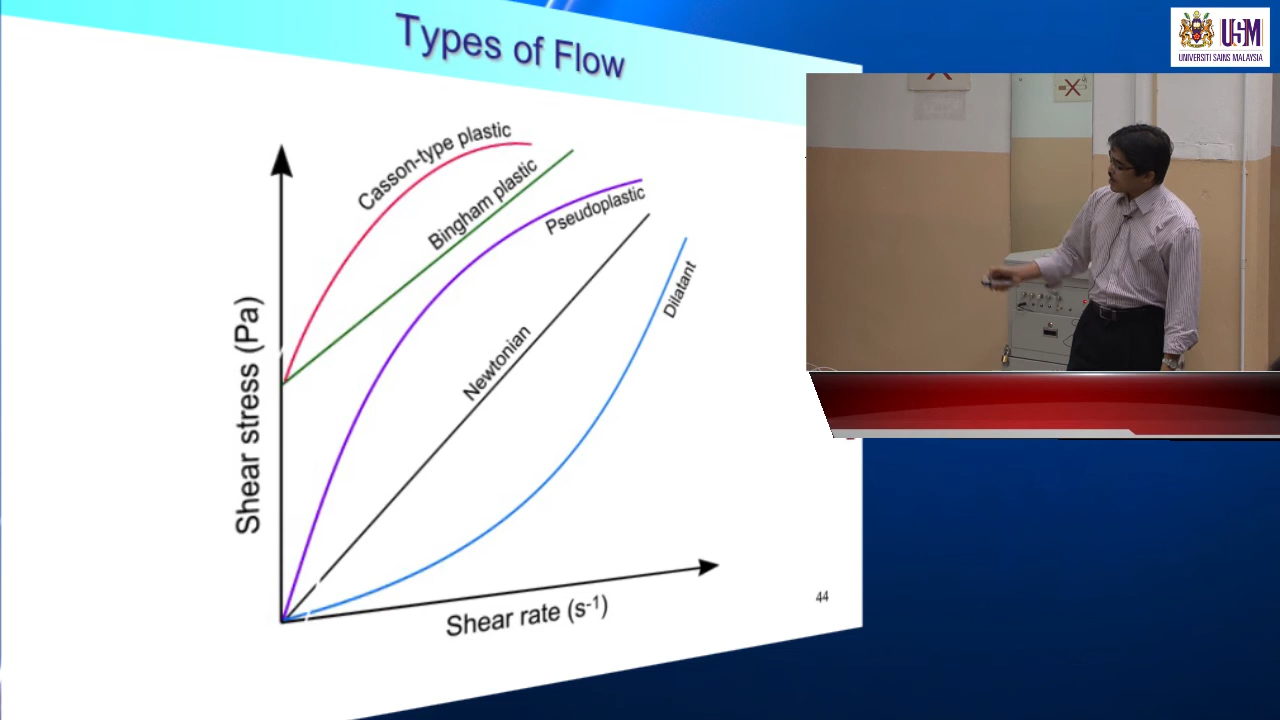 Types of Flow
Casson-type plastic
Bingham plastic
Pseudoplastic
Newtonian
Dilatant
Shear stress (Pa)
Shear rate (s-1)
44
USM
UNIVERSITI SAINS MALAYSIA